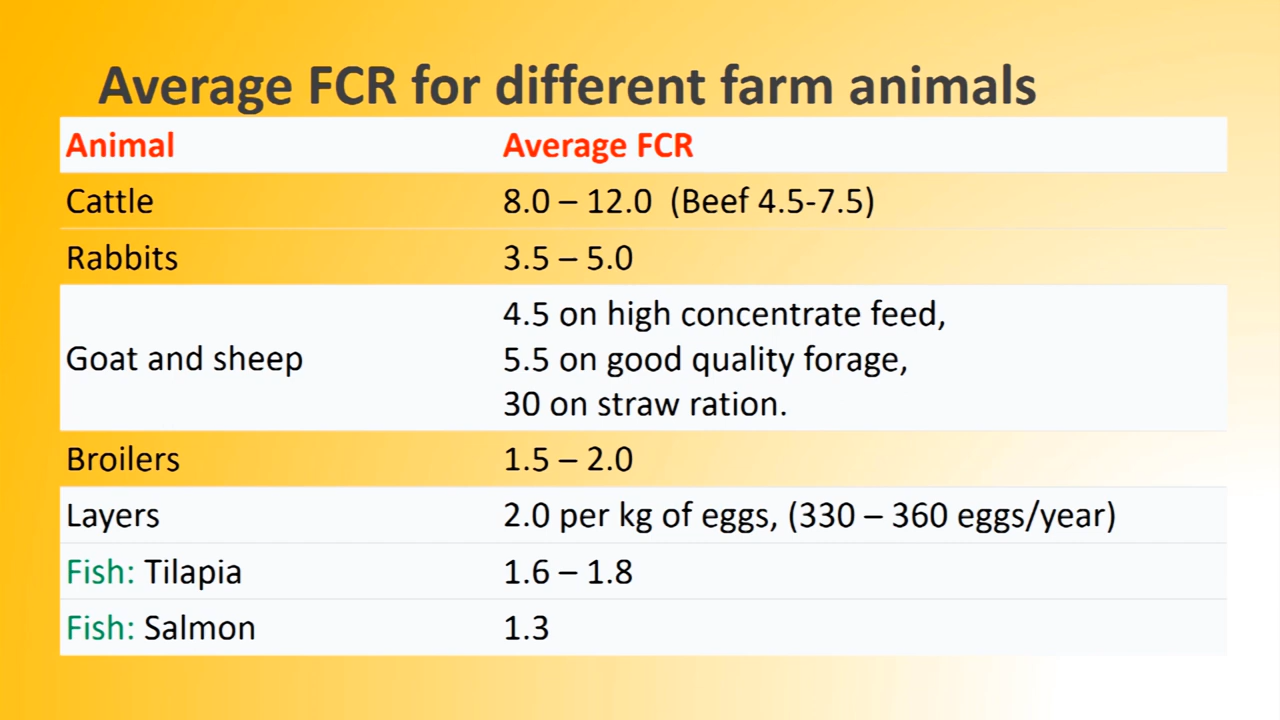 Average FCR for different farm animals
Animal Average FCR
Cattle 8.0 – 12.0 (Beef 4.5-7.5)
Rabbits 3.5 – 5.0
Goat and sheep 4.5 on high concentrate feed,
5.5 on good quality forage,
30 on straw ration.
Broilers 1.5 – 2.0
Layers 2.0 per kg of eggs, (330 – 360 eggs/year)
Fish: Tilapia 1.6 – 1.8
Fish: Salmon 1.3